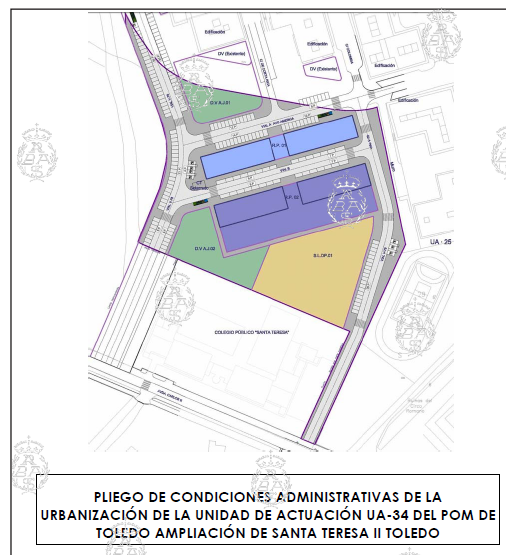 Edificación
DV (Existente)
Edificación
Edificación
DV (Existente)
Edificación
D.V A.J.01
Edificación
R.P. 01
C.T
R.P. 02
UA - 25
D.V A.J.02
S.L.DP.01
COLEGIO PÚBLICO "SANTA TERESA"
PLIEGO DE CONDICIONES ADMINISTRATIVAS DE LA
URBANIZACIÓN DE LA UNIDAD DE ACTUACIÓN UA-34 DEL POM DE
TOLEDO AMPLIACIÓN DE SANTA TERESA II TOLEDO